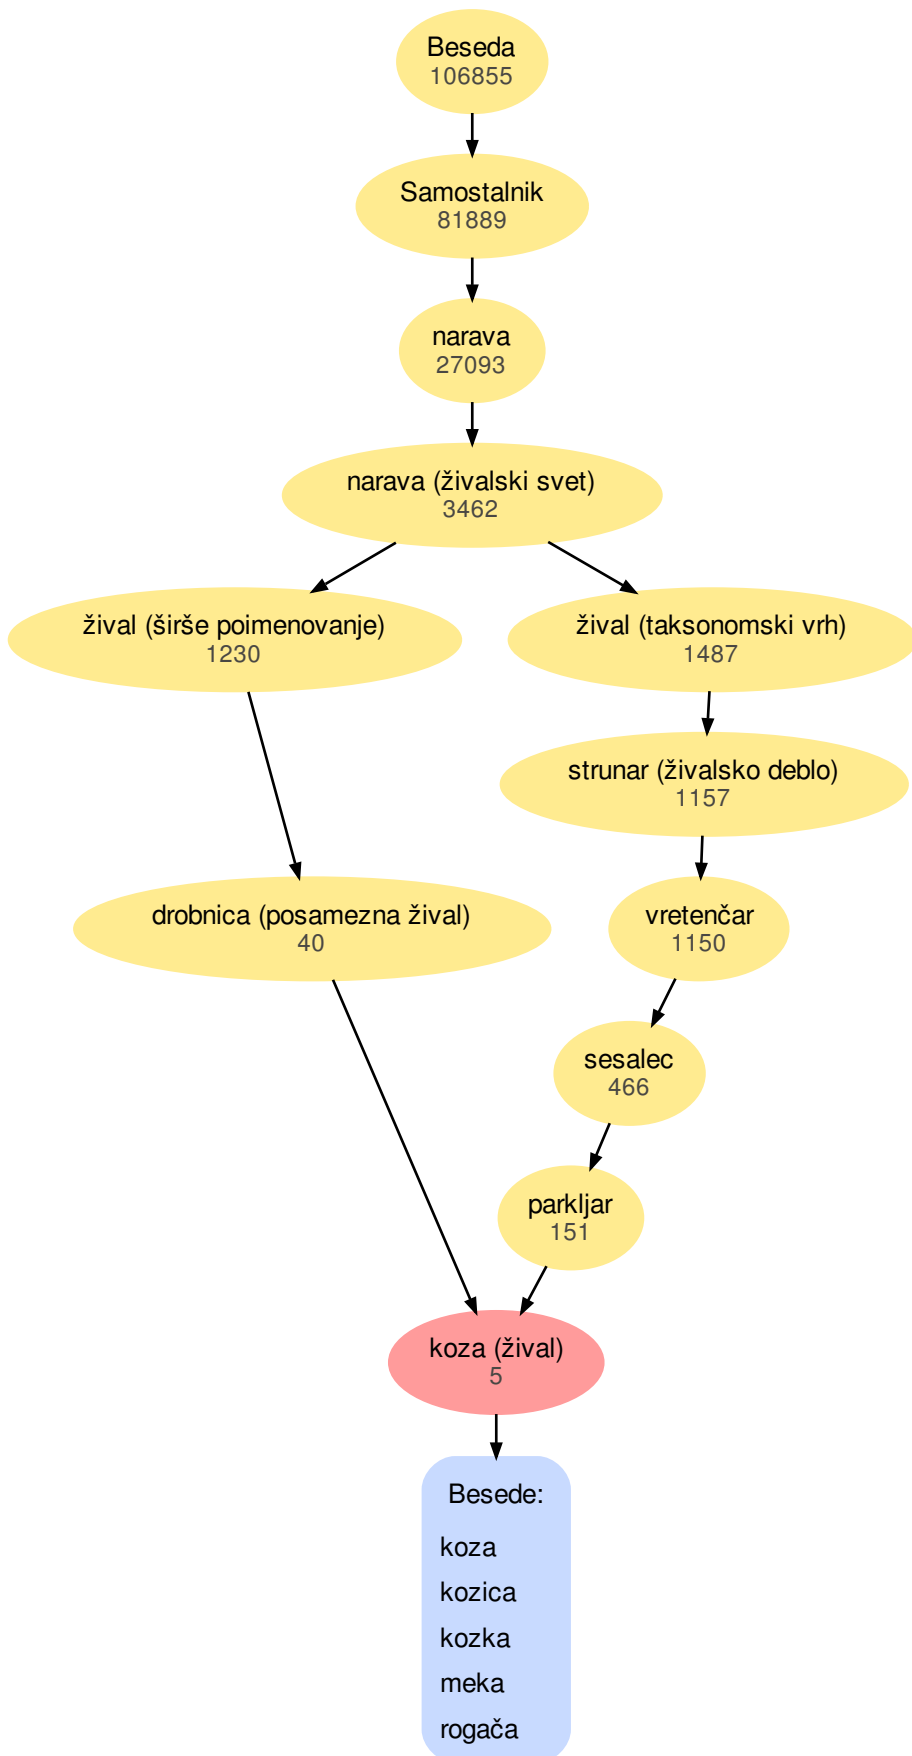 Beseda
106855
Samostalnik
81889
narava
27093
narava (živalski svet)
3462
žival (širše poimenovanje)
1230
žival (taksonomski vrh)
1487
strunar (živalsko deblo)
1157
drobnica (posamezna žival)
40
vretenčar
1150
sesalec
466
parkljar
151
koza (žival)
5
Besede:
koza
kozica
kozka
meka
rogača